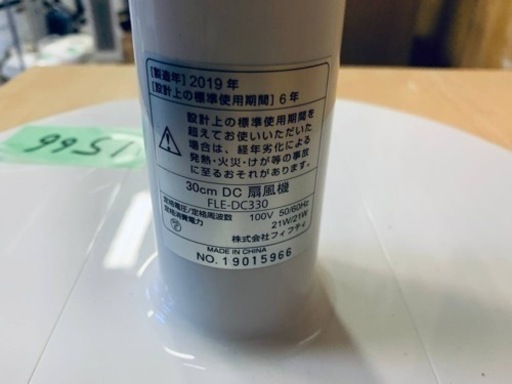 【製造年】2019年
【設計上の標準使用期間】6年
設計上の標準使用期間を
超えてお使いいただいた
場合は、経年劣化による
発熱・火災・けが等の事故
に至るおそれがあります。
30cm DC 扇風機
FLE-DC330
定格電圧/定格周波数 100V 50/60Hz
定格消費電力 21W/21W
株式会社フィフティ
MADE IN CHINA
NO. 19015966